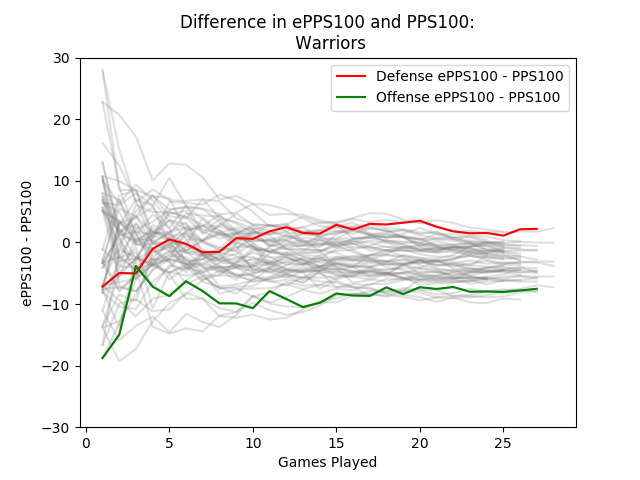 Difference in ePPS100 and PPS100:
Warriors
Defense ePPS100 - PPS100
Offense ePPS100 - PPS100
ePPS100 - PPS100
30
20
10
0
−10
−20
−30
0
5
10
15
20
25
Games Played